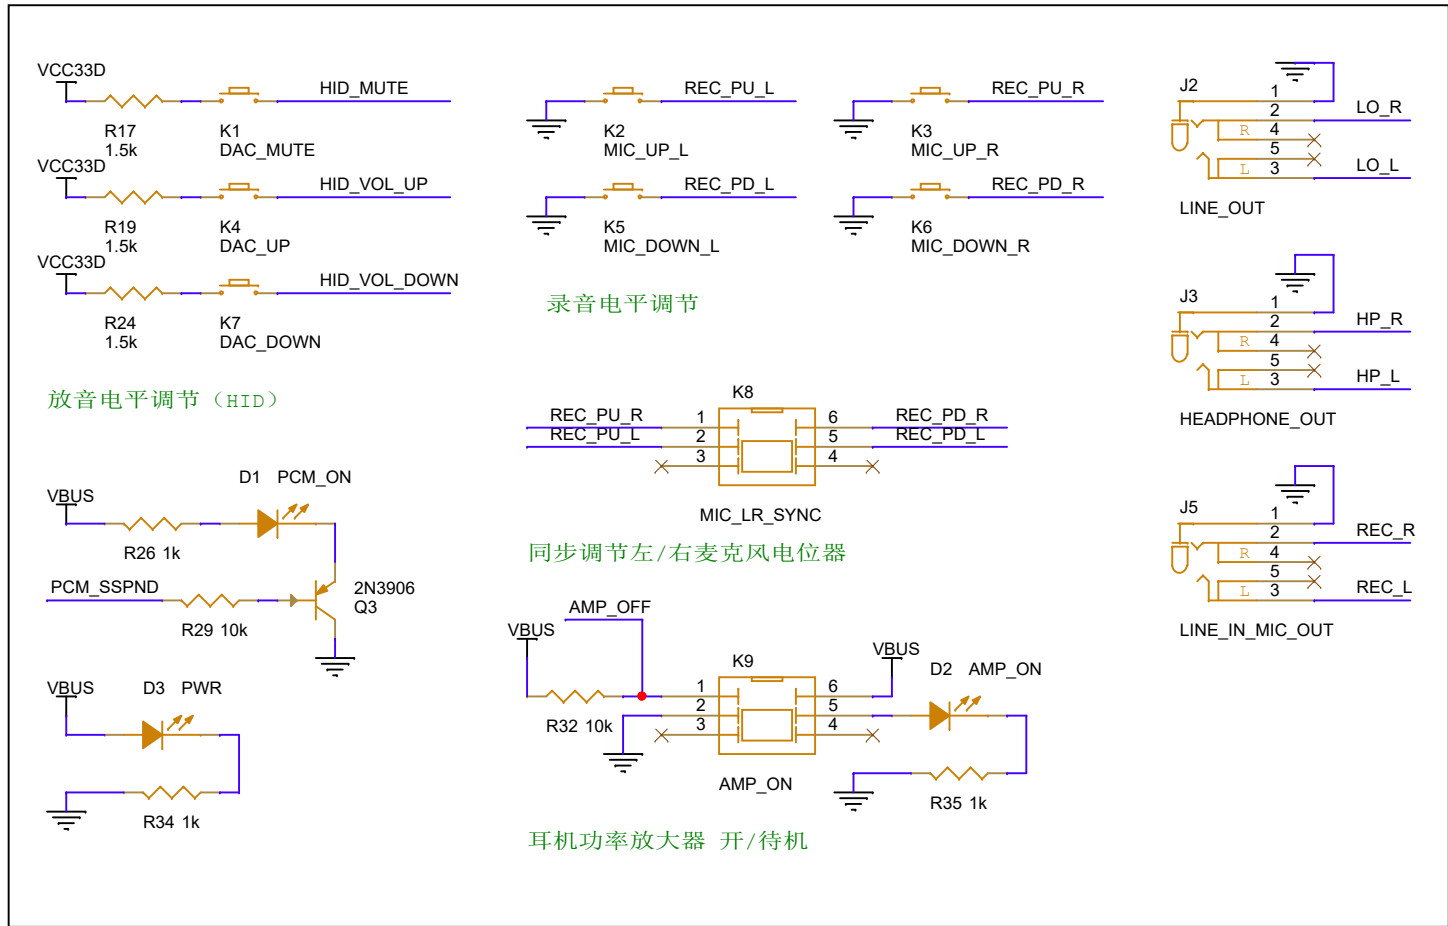 VCC33D
HID_MUTE
R17
1.5k
K1
DAC_MUTE
VCC33D
HID_VOL_UP
R19
1.5k
K4
DAC_UP
VCC33D
HID_VOL_DOWN
R24
1.5k
K7
DAC_DOWN
放音电平调节（HID）
REC_PU_L
K2
MIC_UP_L
REC_PU_R
K3
MIC_UP_R
REC_PD_L
K5
MIC_DOWN_L
REC_PD_R
K6
MIC_DOWN_R
录音电平调节
K8
REC_PU_R
1
6
REC_PD_R
REC_PU_L
2
5
REC_PD_L
3
4
MIC_LR_SYNC
同步调节左/右麦克风电位器
D1 PCM_ON
VBUS
R26 1k
PCM_SSPND
2N3906
Q3
R29 10k
VBUS
D3 PWR
R34 1k
AMP_OFF
VBUS
K9
VBUS
D2 AMP_ON
1
6
2
5
3
4
R32 10k
AMP_ON
R35 1k
耳机功率放大器 开/待机
J2
1
2
LO_R
R
4
5
L
3
LO_L
LINE_OUT
J3
1
2
HP_R
R
4
5
L
3
HP_L
HEADPHONE_OUT
J5
1
2
REC_R
R
4
5
L
3
REC_L
LINE_IN_MIC_OUT